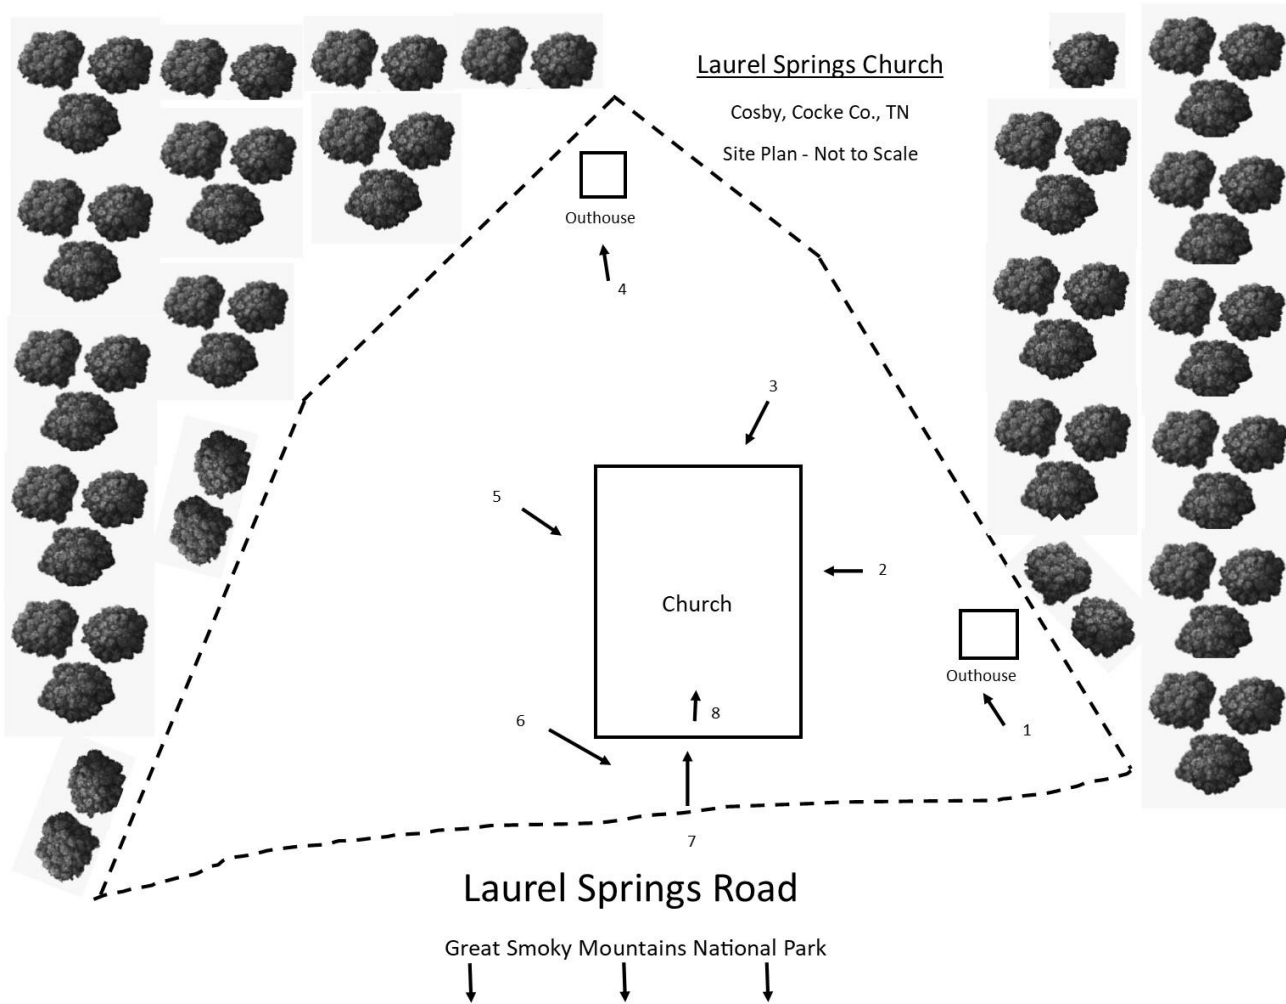 Laurel Springs Church
Cosby, Cocke Co., TN
Site Plan - Not to Scale
Outhouse
4
3
5
2
Church
Outhouse
8
6
1
7
Laurel Springs Road
Great Smoky Mountains National Park